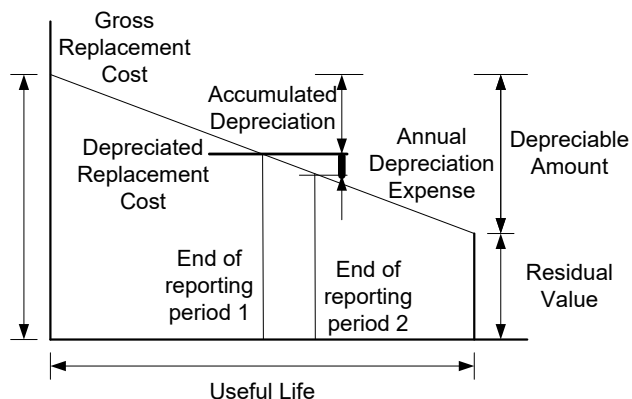 Gross
Replacement
Cost
Accumulated
Depreciation
Annual
Depreciation
Expense
Depreciable
Amount
Depreciated
Replacement
Cost
End of
reporting
period 1
End of
reporting
period 2
Residual
Value
Useful Life